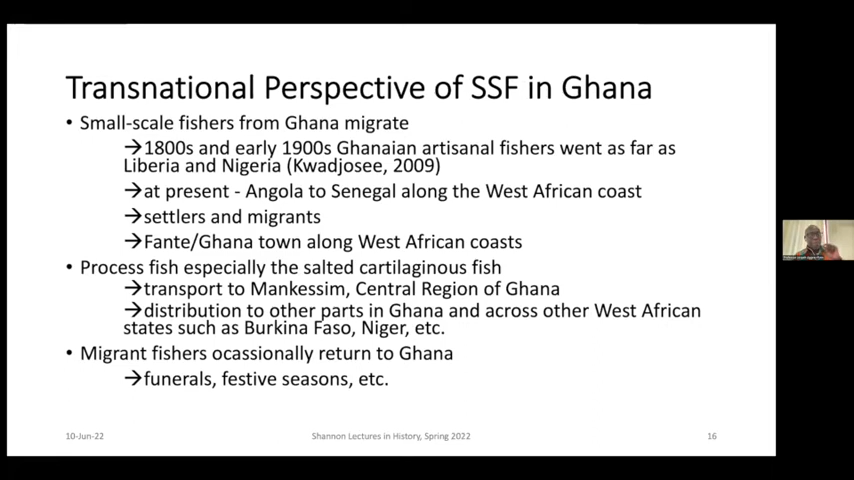 Transnational Perspective of SSF in Ghana
• Small-scale fishers from Ghana migrate
→1800s and early 1900s Ghanaian artisanal fishers went as far as
Liberia and Nigeria (Kwadjosee, 2009)
→at present - Angola to Senegal along the West African coast
→settlers and migrants
→Fante/Ghana town along West African coasts
• Process fish especially the salted cartilaginous fish
→transport to Mankessim, Central Region of Ghana
→distribution to other parts in Ghana and across other West African
states such as Burkina Faso, Niger, etc.
• Migrant fishers ocassionally return to Ghana
→funerals, festive seasons, etc.
10-Jun-22
Shannon Lectures in History, Spring 2022
16